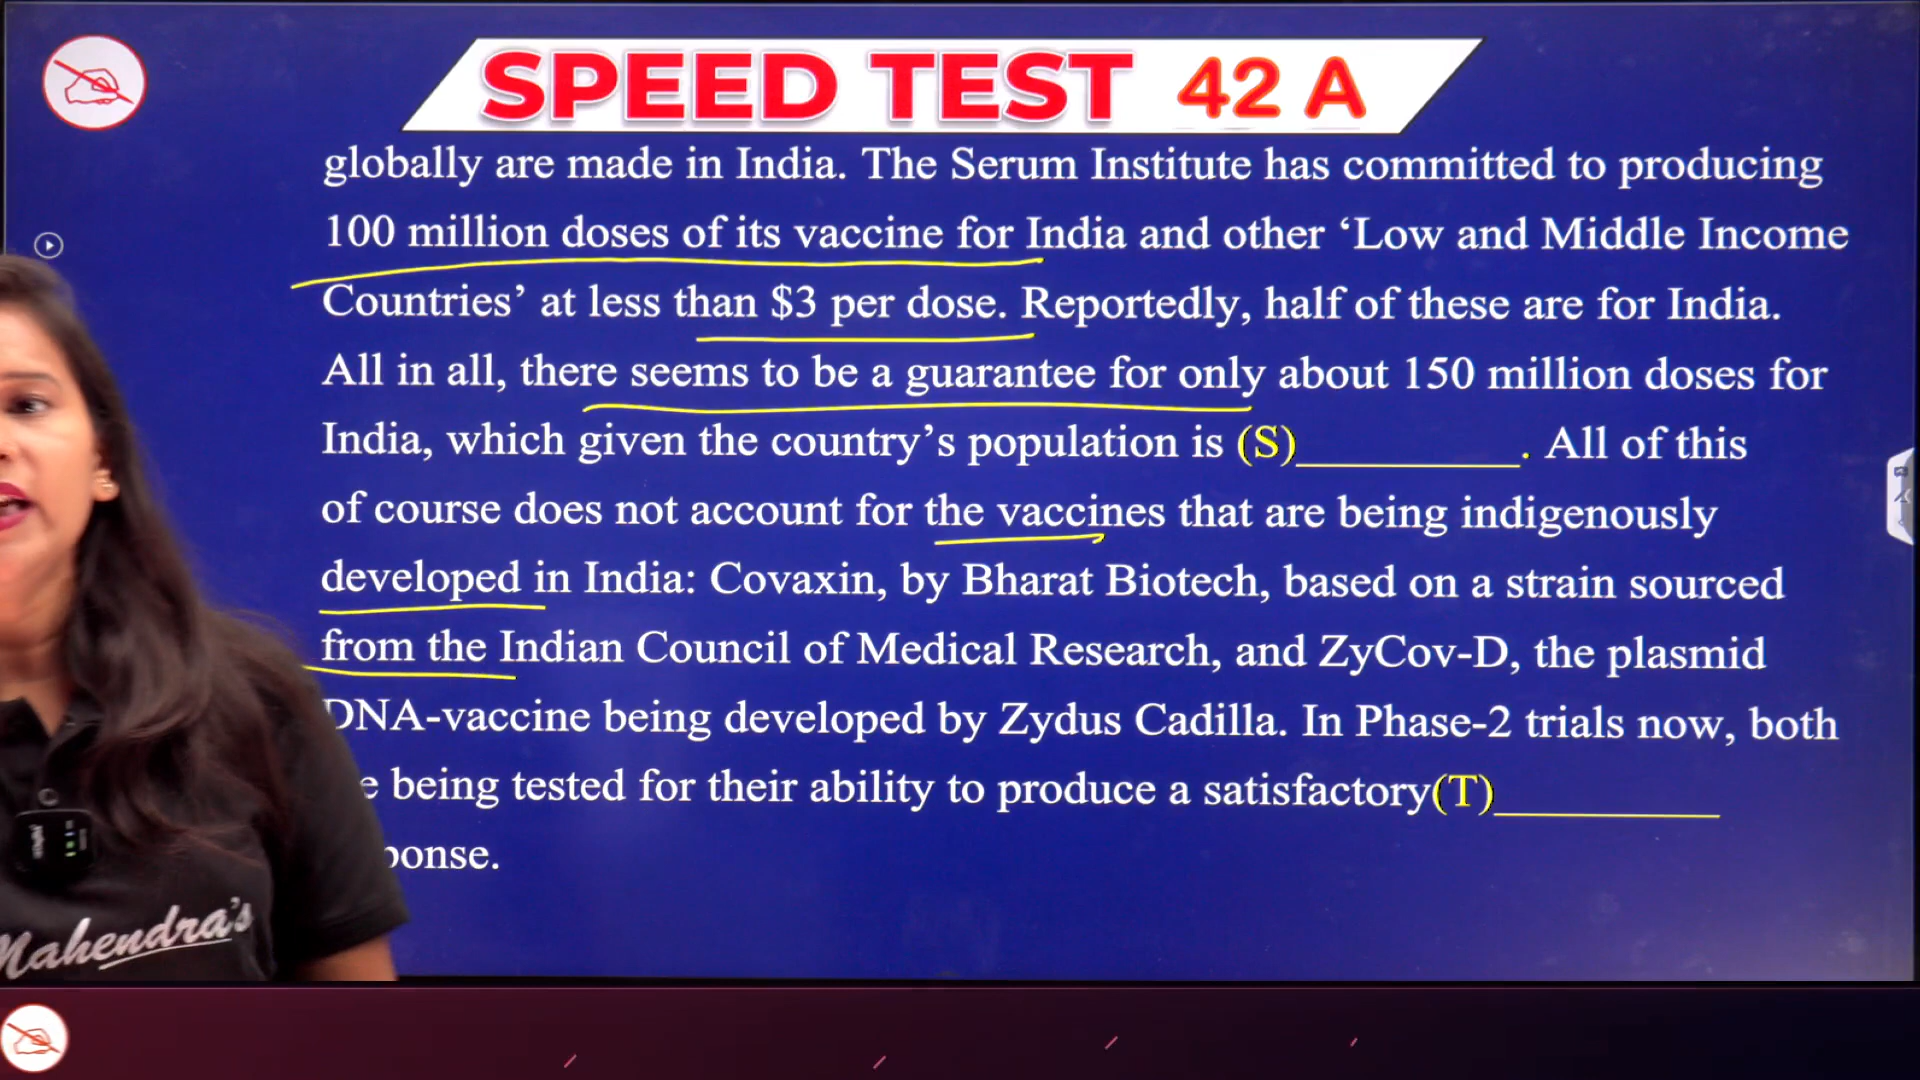 SPEED TEST 42 A
globally are made in India. The Serum Institute has committed to producing
100 million doses of its vaccine for India and other ‘Low and Middle Income
Countries’ at less than $3 per dose. Reportedly, half of these are for India.
All in all, there seems to be a guarantee for only about 150 million doses for
India, which given the country’s population is (S)__________. All of this
of course does not account for the vaccines that are being indigenously
developed in India: Covaxin, by Bharat Biotech, based on a strain sourced
from the Indian Council of Medical Research, and ZyCov-D, the plasmid
DNA-vaccine being developed by Zydus Cadilla. In Phase-2 trials now, both
being tested for their ability to produce a satisfactory(T)__________
Mahendra's